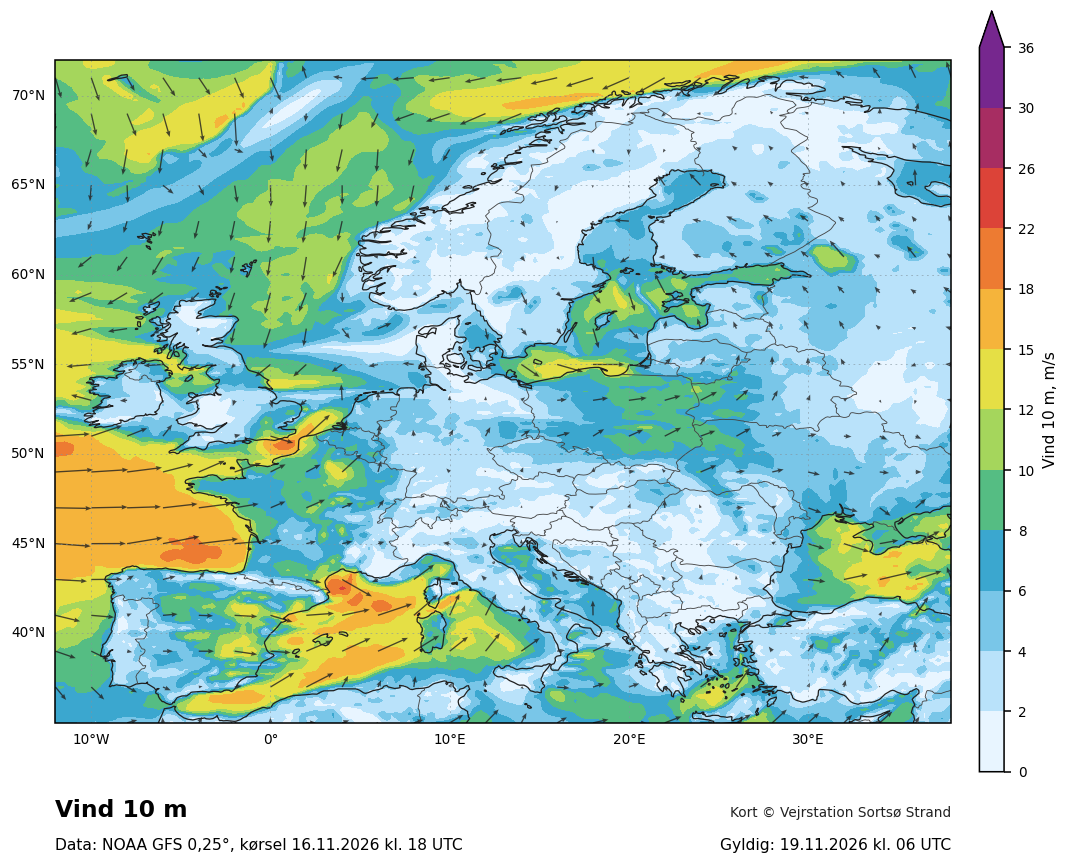 36
30
26
22
18
15
12
10
8
6
4
2
0
Vind 10 m, m/s
70°N
65°N
60°N
55°N
50°N
45°N
40°N
10°W
0°
10°E
20°E
30°E
Vind 10 m
Kort © Vejrstation Sortsø Strand
Data: NOAA GFS 0,25°, kørsel 16.11.2026 kl. 18 UTC
Gyldig: 19.11.2026 kl. 06 UTC